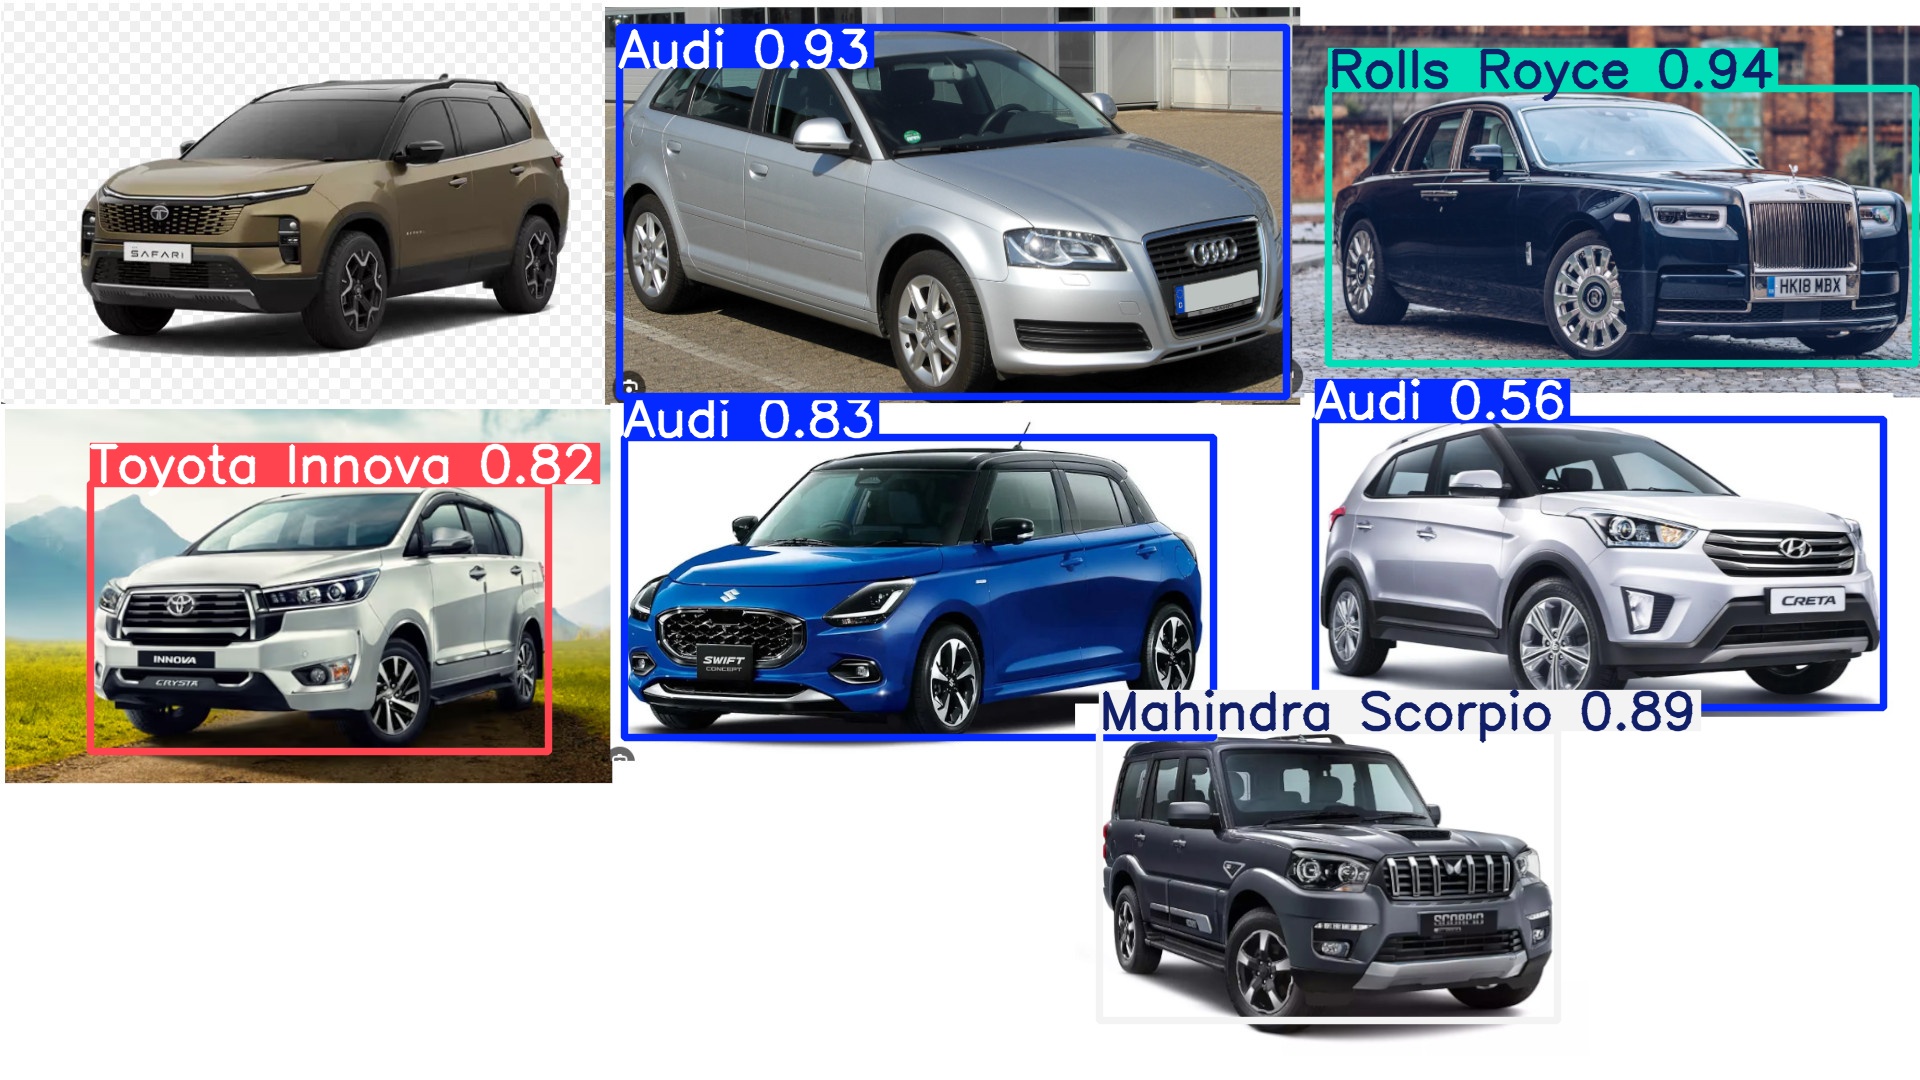 Audi 0.93
Rolls Royce 0.94
SAFARI
HK18 MBX
Audi 0.83
Audi 0.56
Toyota Innova 0.82
CRETA
INNOVA
SWIFT
CONCEPT
CRYSTA
Mahindra Scorpio 0.89
SCORPIO